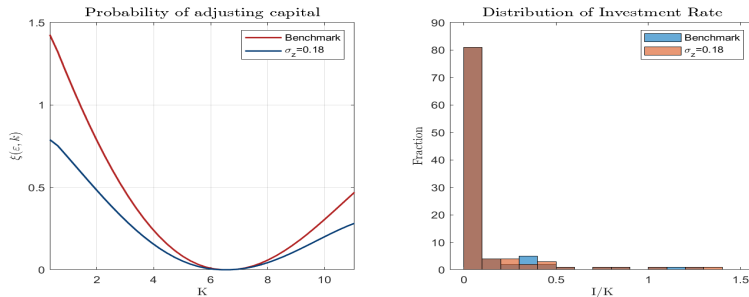 Probability of adjusting capital
1.5
1
0.5
0
ξ(ε, k)
2
4
6
8
10
K
Benchmark
σz=0.18
Distribution of Investment Rate
90
80
70
60
50
40
30
20
10
0
Fraction
0
0.5
1
1.5
I/K
Benchmark
σz=0.18